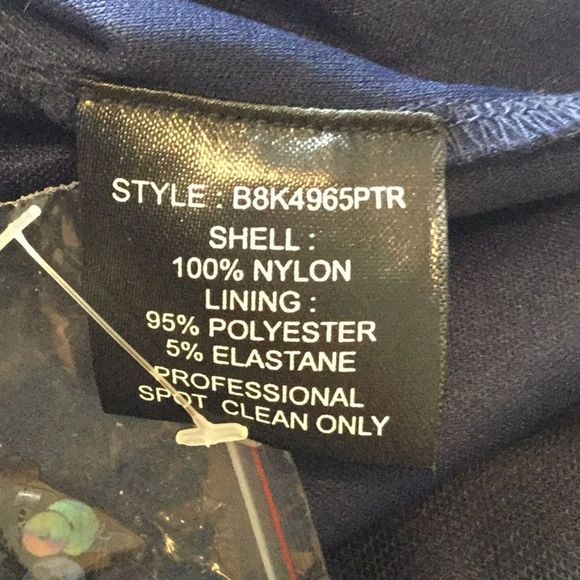 STYLE : B8K4965PTR
SHELL :
100% NYLON
LINING :
95% POLYESTER
5% ELASTANE
PROFESSIONAL
SPOT CLEAN ONLY